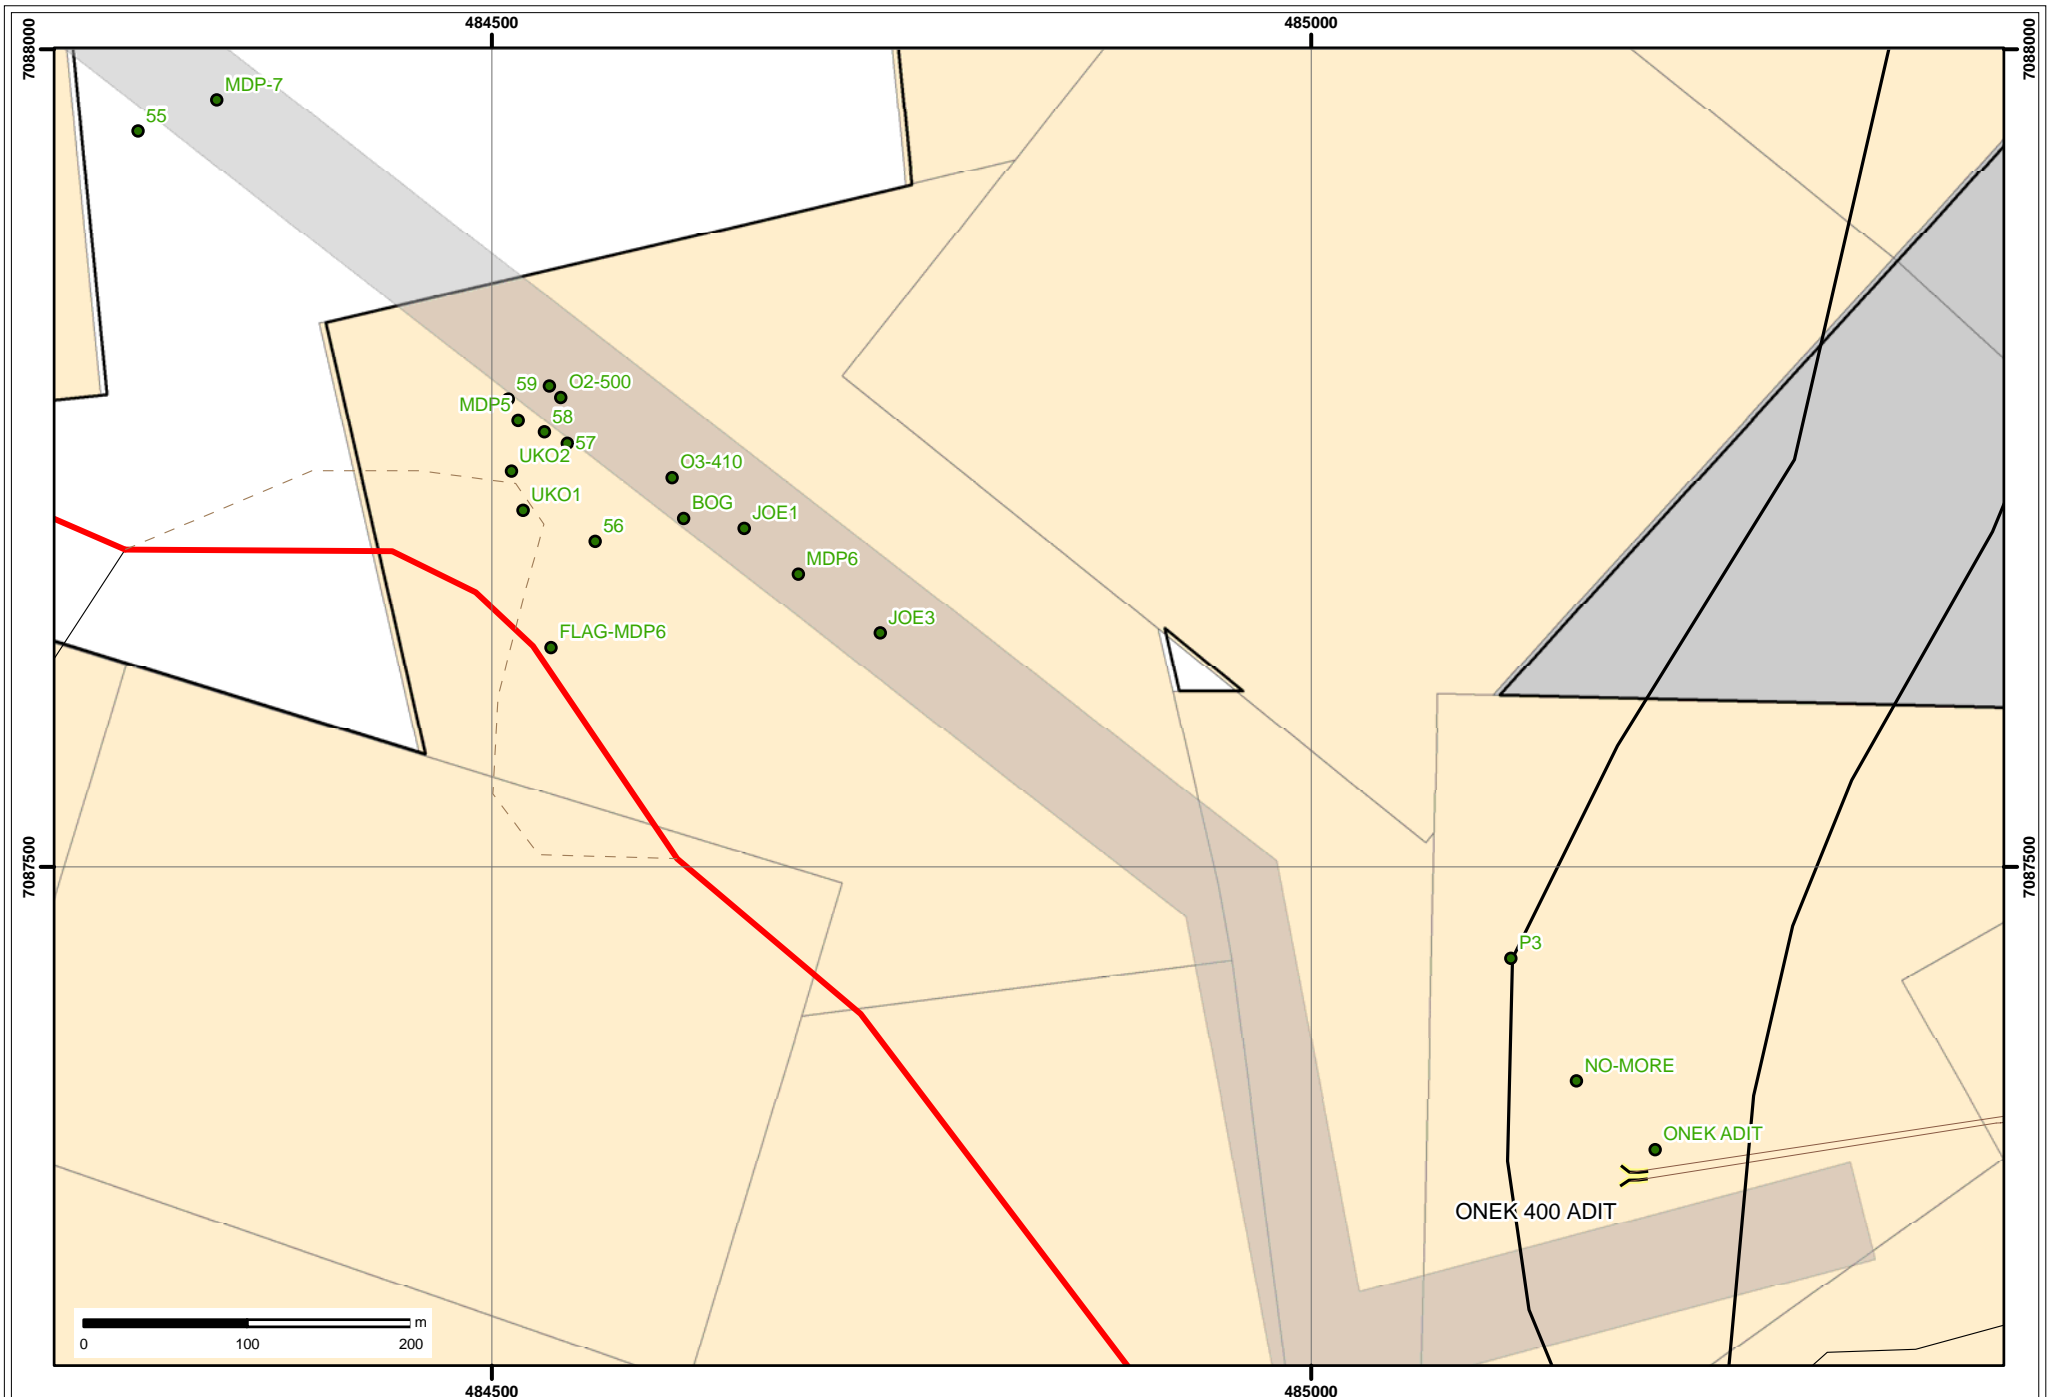 484500
485000
7088000
7088000
MDP-7
55
59
O2-500
MDP5
58
57
UKO2
O3-410
UKO1
BOG
JOE1
56
MDP6
JOE3
FLAG-MDP6
7087500
7087500
P3
NO-MORE
ONEK ADIT
ONEK 400 ADIT
m
0
100
200
484500
485000